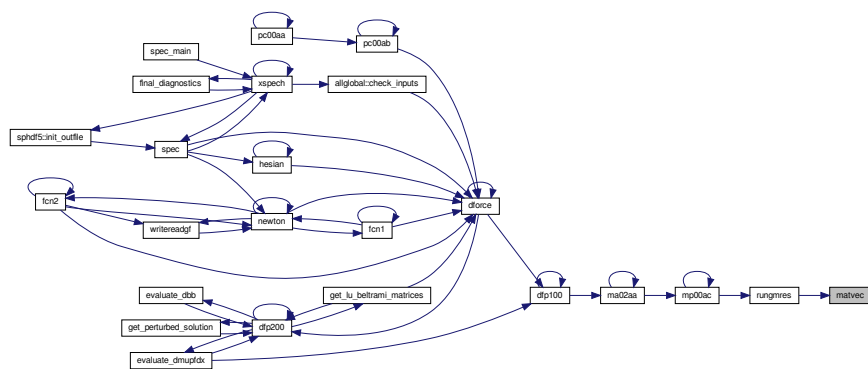 pc00aa
pc00ab
spec_main
final_diagnostics
xspech
allglobal::check_inputs
sphdf5::init_outfile
spec
hesian
fcn2
dforce
newton
writereadgf
fcn1
evaluate_dbb
get_lu_beltrami_matrices
dfp100
ma02aa
mp00ac
rungmres
matvec
get_perturbed_solution
dfp200
evaluate_dmupfdx